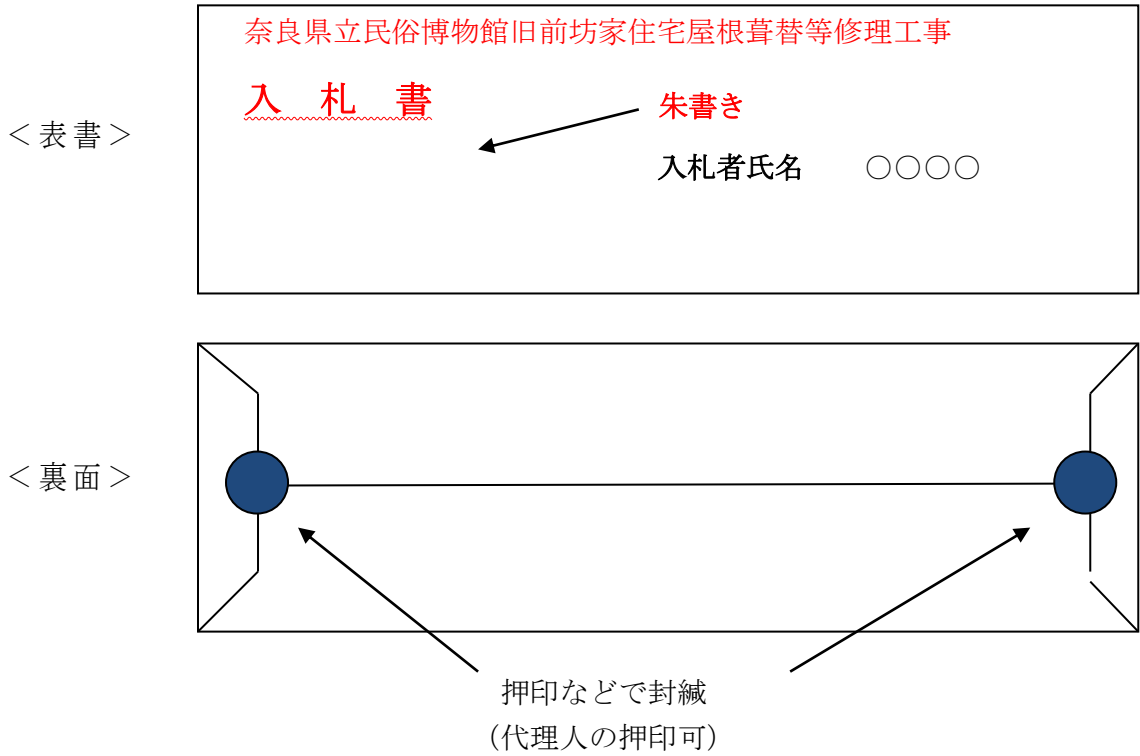 奈良県立民俗博物館旧前坊家住宅屋根葺替等修理工事
入　札　書
朱書き
＜表書＞
入札者氏名　　○○○○
＜裏面＞
押印などで封緘
（代理人の押印可）